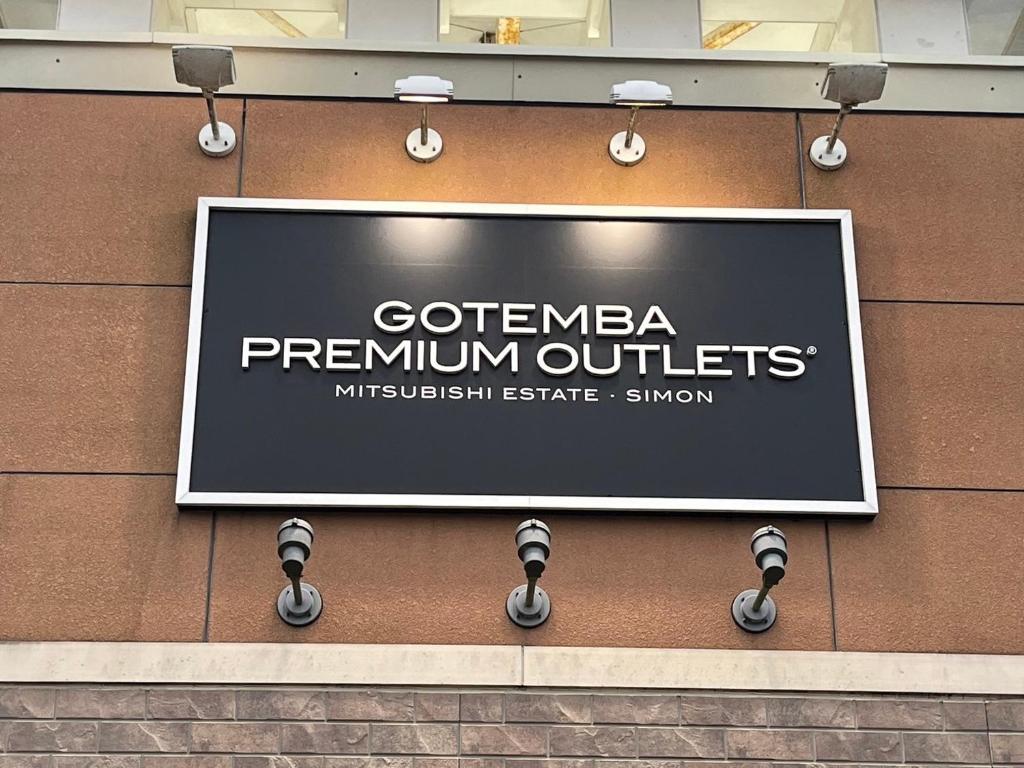 GOTEMBA
PREMIUM OUTLETS®
MITSUBISHI ESTATE · SIMON